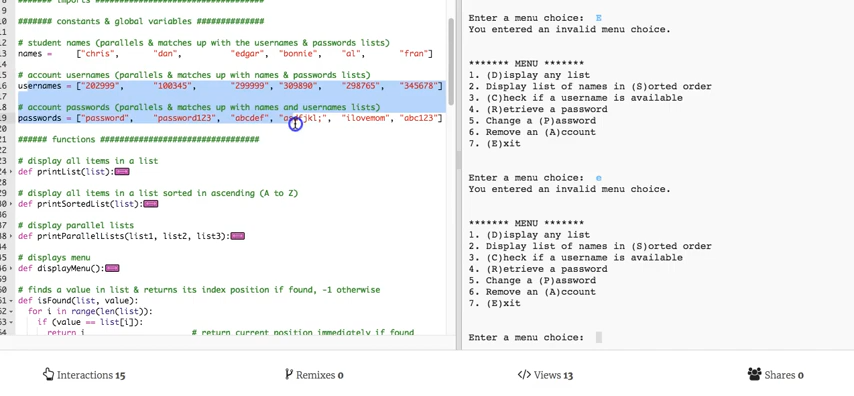 ####### imports ##################################
####### constants & global variables ##############
# student names (parallels & matches up with the usernames & passwords lists)
names = ["chris", "dan", "edgar", "bonnie", "al", "fran"]
# account usernames (parallels & matches up with names & passwords lists)
usernames = ["202999", "100345", "299999", "309890", "298765", "345678"]
# account passwords (parallels & matches up with names and usernames lists)
passwords = ["password", "password123", "abcdef", "asdfjkl;", "ilovemom", "abc123"]
###### functions #################################
# display all items in a list
def printList(list):
# display all items in a list sorted in ascending (A to Z)
def printSortedList(list):
# display parallel lists
def printParallelLists(list1, list2, list3):
# displays menu
def displayMenu():
# finds a value in list & returns its index position if found, -1 otherwise
def isFound(list, value):
for i in range(len(list)):
if (value == list[i]):
return i # return current position immediately if found
Enter a menu choice: E
You entered an invalid menu choice.
******* MENU *******
1. (D)isplay any list
2. Display list of names in (S)orted order
3. (C)heck if a username is available
4. (R)etrieve a password
5. Change a (P)assword
6. Remove an (A)ccount
7. (E)xit
Enter a menu choice: e
You entered an invalid menu choice.
******* MENU *******
1. (D)isplay any list
2. Display list of names in (S)orted order
3. (C)heck if a username is available
4. (R)etrieve a password
5. Change a (P)assword
6. Remove an (A)ccount
7. (E)xit
Enter a menu choice:
Interactions 15
Remixes 0
</> Views 13
Shares 0